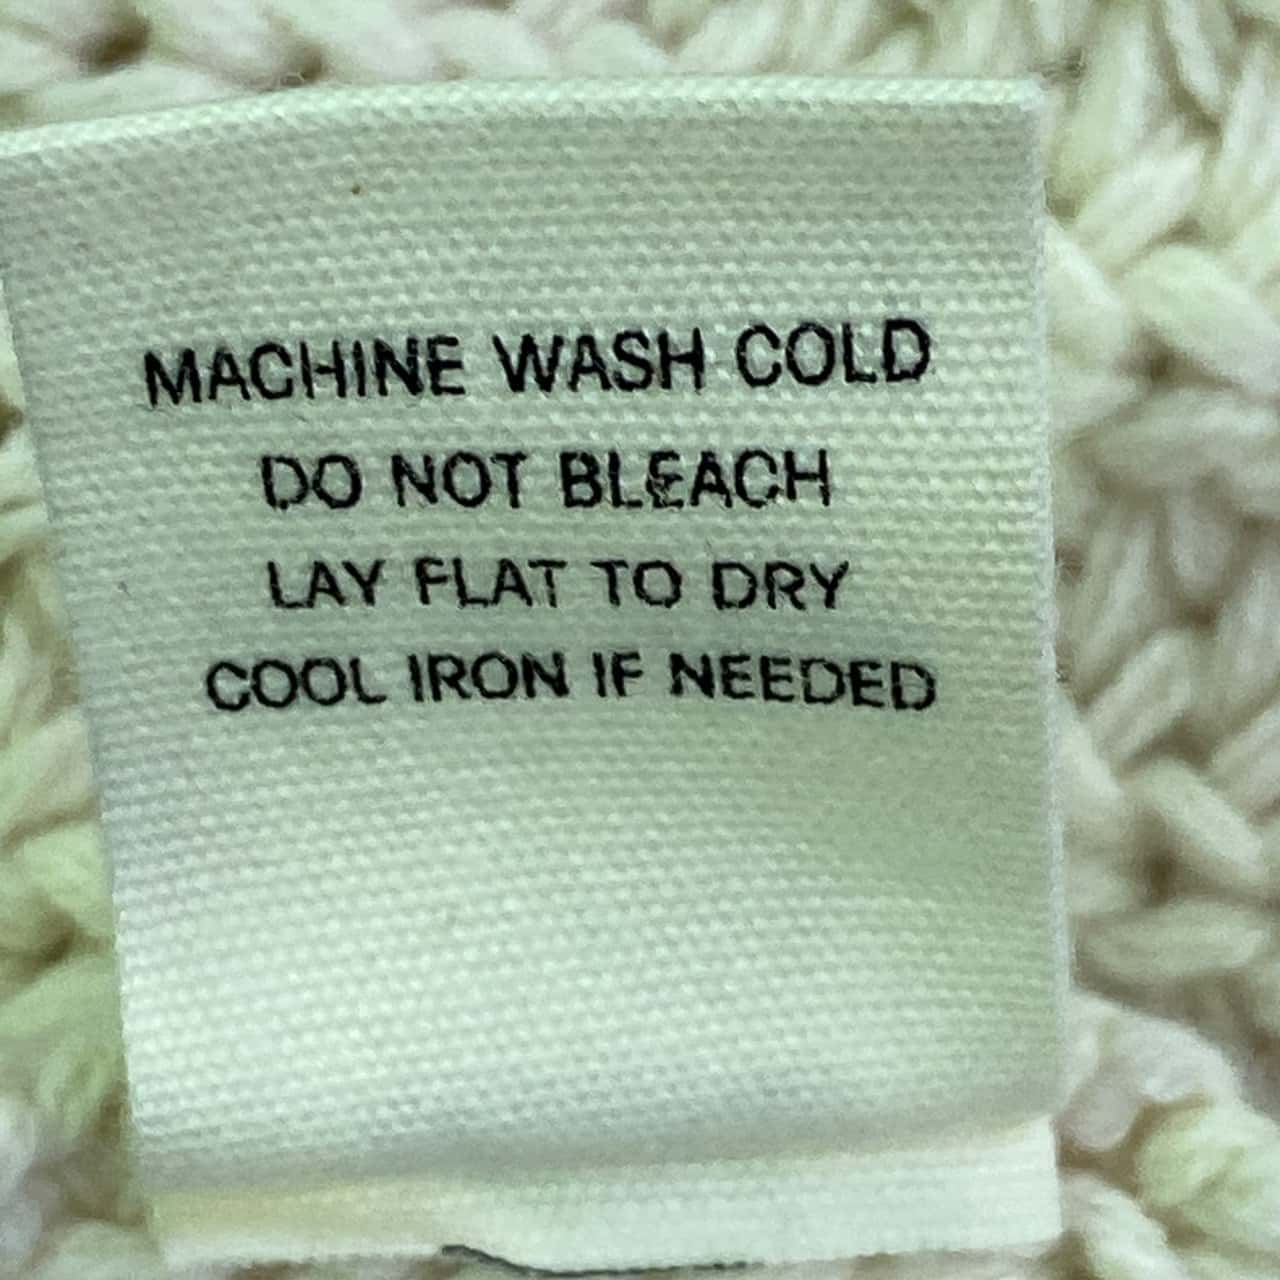 MACHINE WASH COLD
DO NOT BLEACH
LAY FLAT TO DRY
COOL IRON IF NEEDED